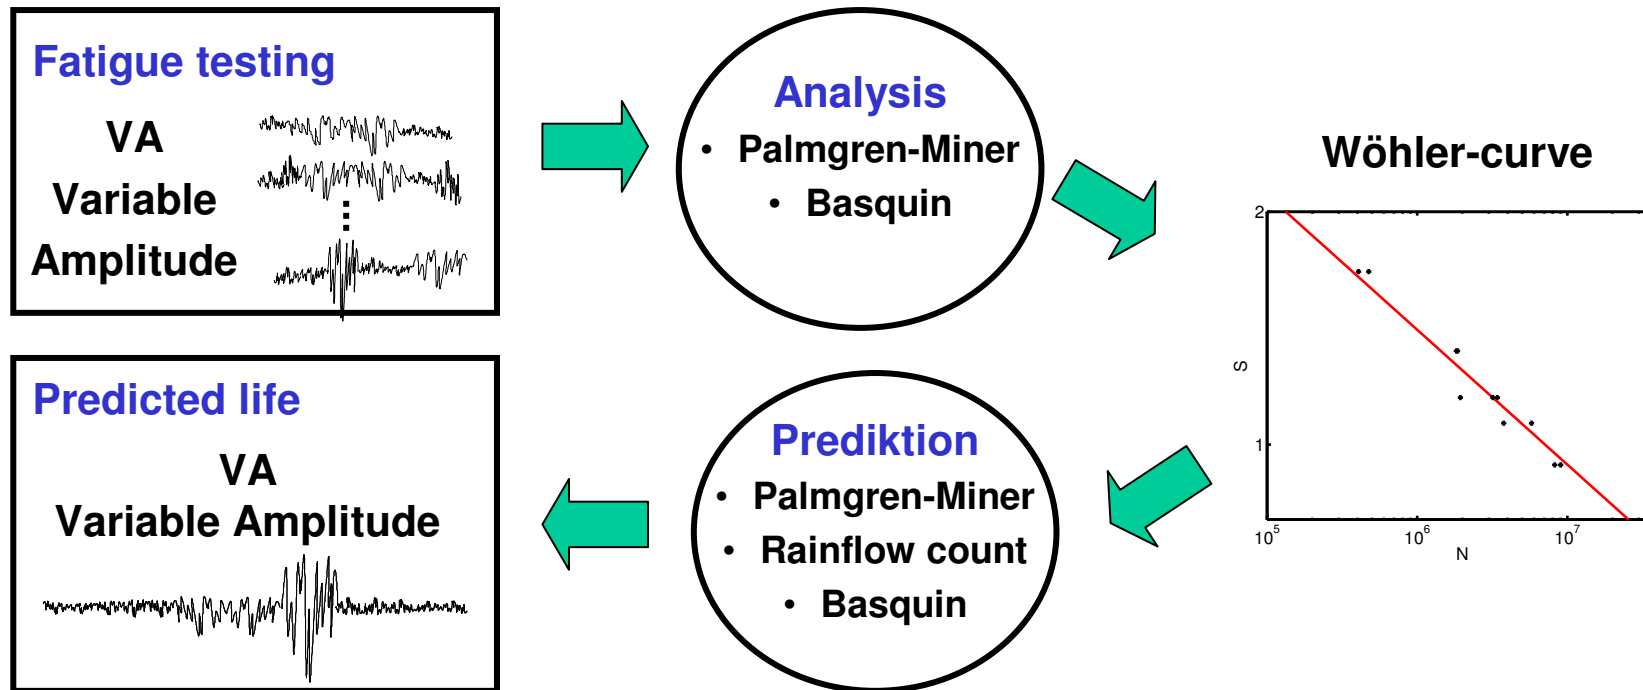 Fatigue testing
VA
Variable
Amplitude
Analysis
• Palmgren-Miner
• Basquin
Wöhler-curve
2
S
1
10^5
10^6
10^7
N
Prediktion
• Palmgren-Miner
• Rainflow count
• Basquin
Predicted life
VA
Variable Amplitude